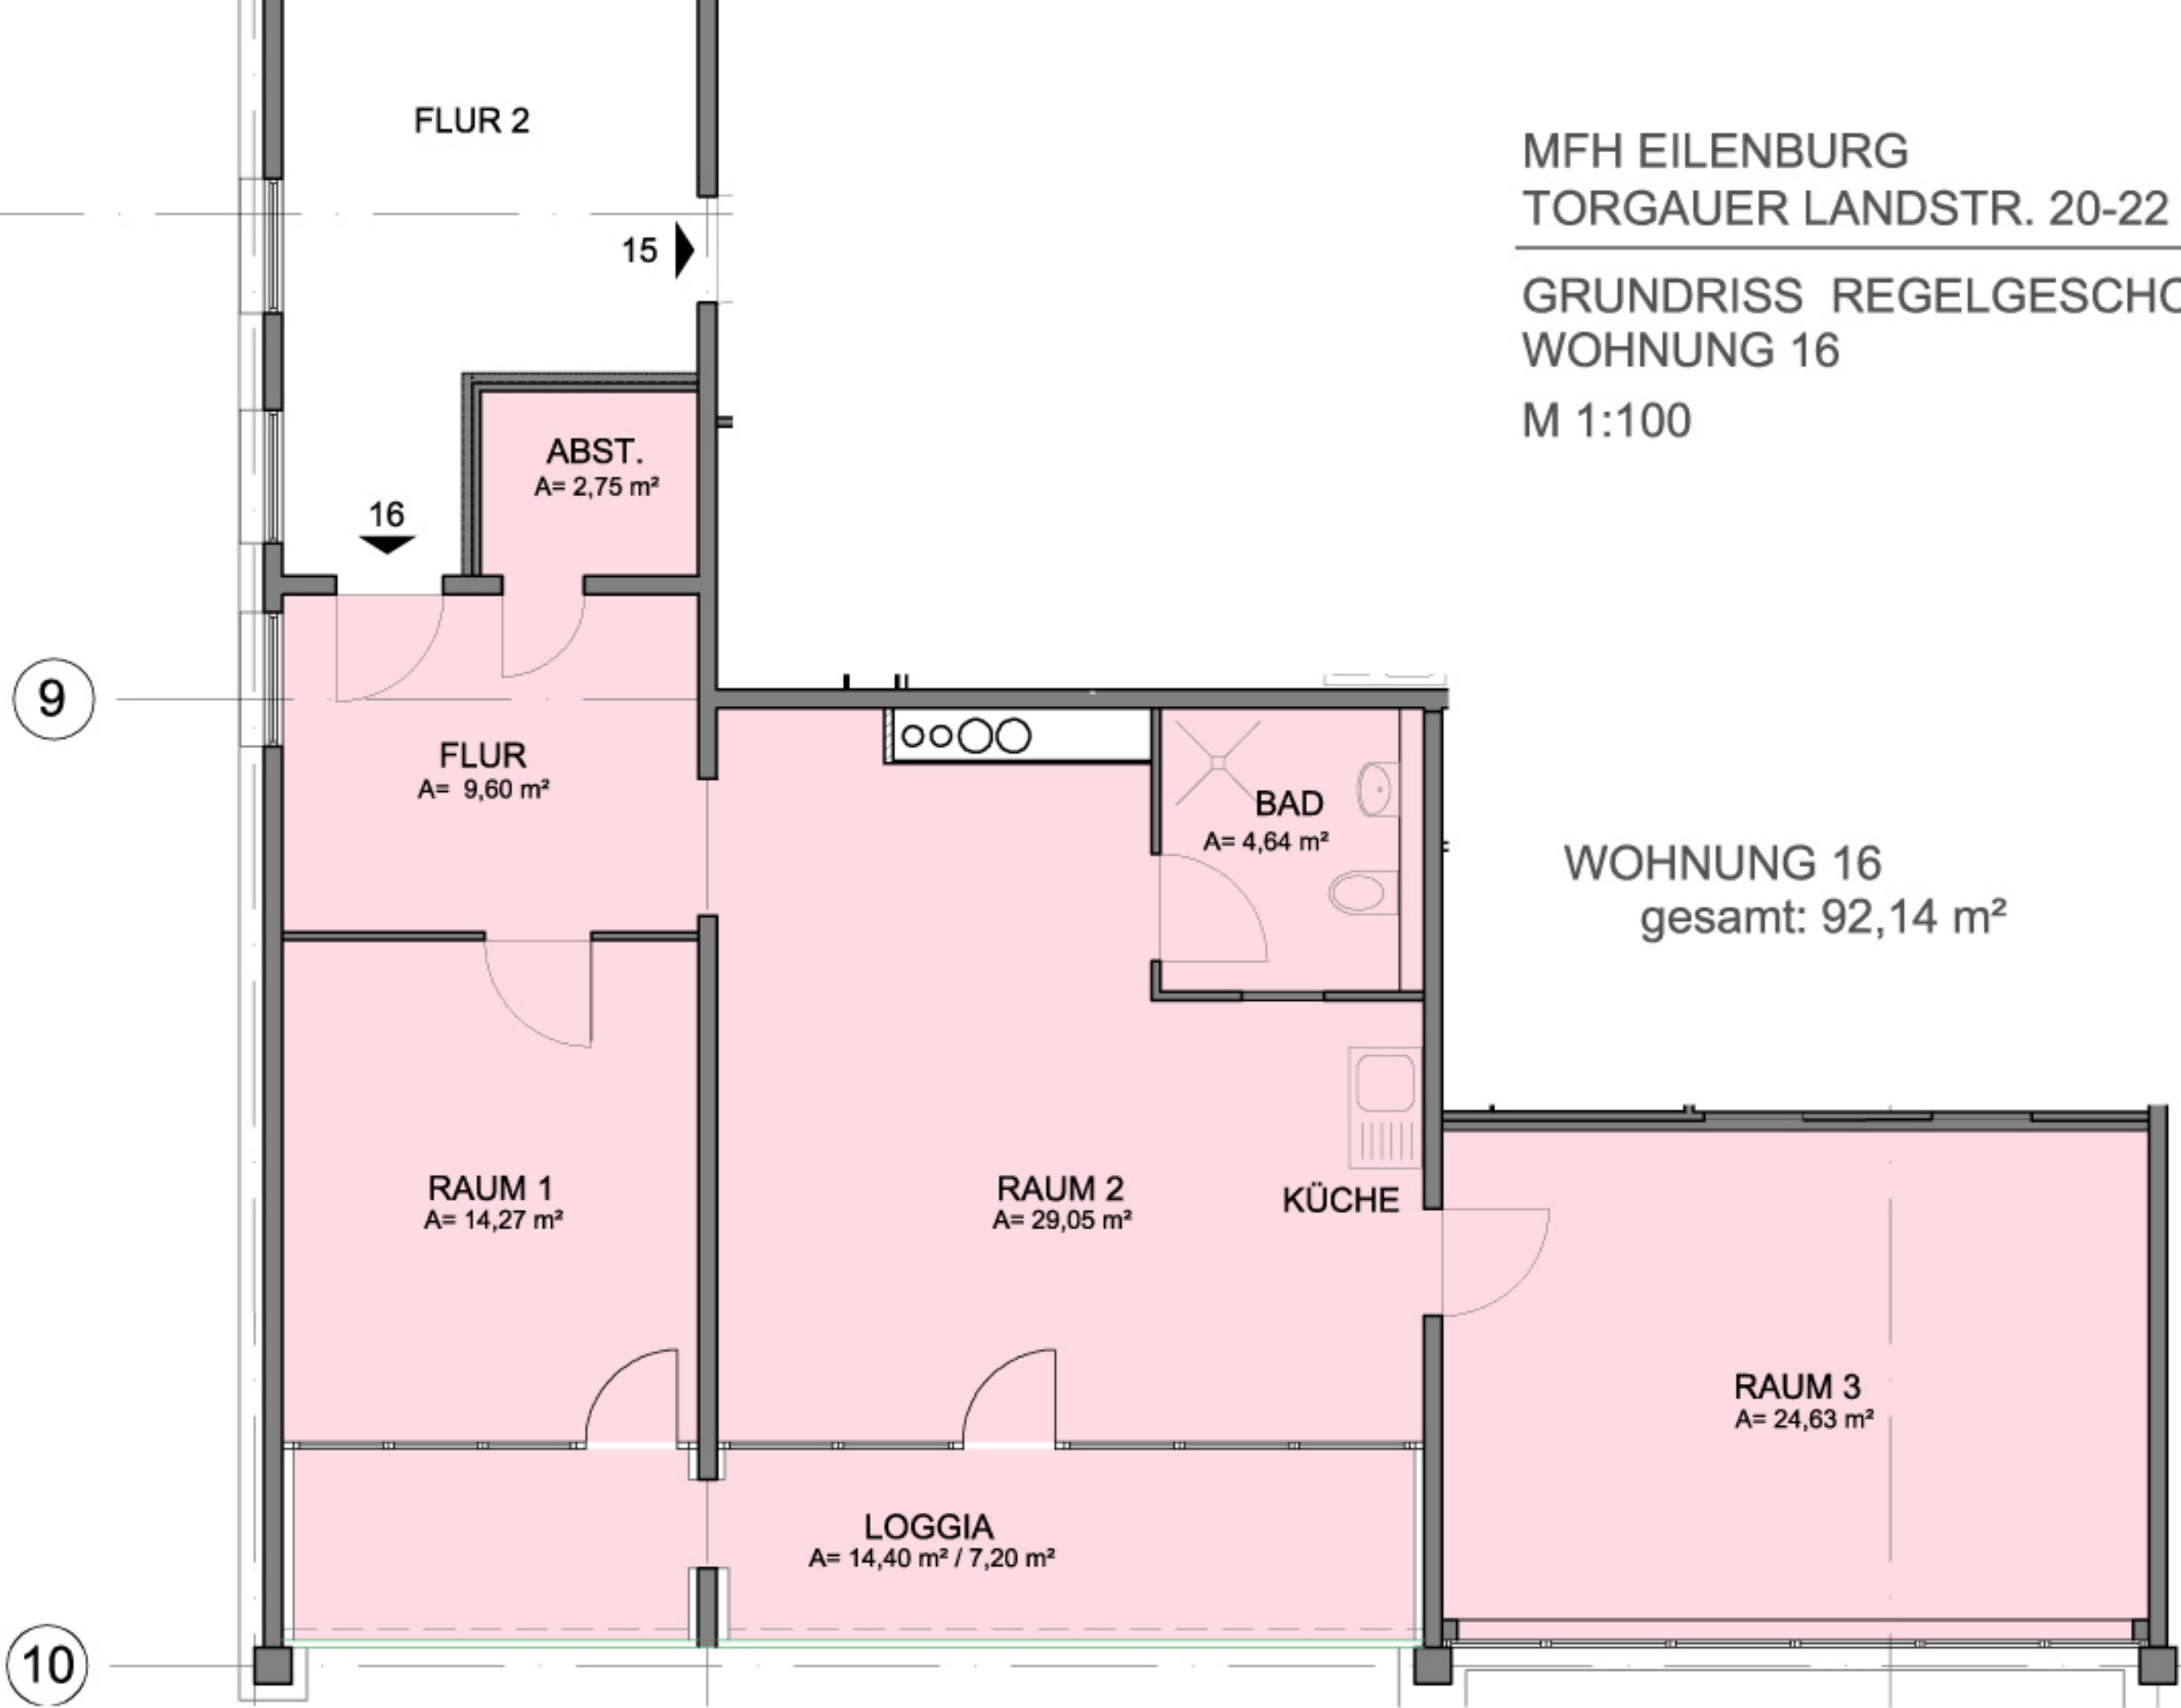 FLUR 2
MFH EILENBURG
TORGAUER LANDSTR. 20-22
15
GRUNDRISS REGELGESCHO
WOHNUNG 16
M 1:100
ABST.
A= 2,75 m²
16
9
FLUR
A= 9,60 m²
BAD
A= 4,64 m²
WOHNUNG 16
gesamt: 92,14 m²
RAUM 1
A= 14,27 m²
RAUM 2
A= 29,05 m²
KÜCHE
RAUM 3
A= 24,63 m²
LOGGIA
A= 14,40 m² / 7,20 m²
10